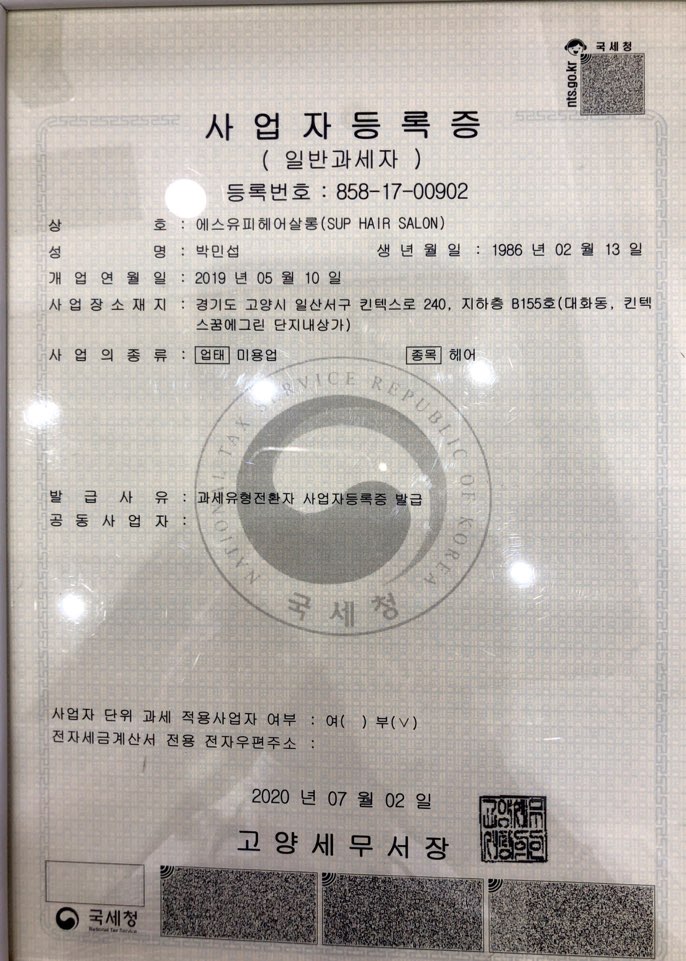 국세청
nts.go.kr
사업자등록증
( 일반과세자 )
등록번호 : 858-17-00902
상 호 : 에스유피헤어살롱(SUP HAIR SALON)
성 명 : 박민섭 생 년 월 일 : 1986 년 02 월 13 일
개 업 연 월 일 : 2019 년 05 월 10 일
사 업 장 소 재 지 : 경기도 고양시 일산서구 킨텍스로 240, 지하층 B155호(대화동, 킨텍
스꿈에그린 단지내상가)
사 업 의 종 류 : 업태 미용업 종목 헤어
NATIONAL TAX SERVICE REPUBLIC OF KOREA
발 급 사 유 : 과세유형전환자 사업자등록증 발급
공 동 사 업 자 :
국세청
사업자 단위 과세 적용사업자 여부 : 여( ) 부(∨)
전자세금계산서 전용 전자우편주소 :
2020 년 07 월 02 일
고양세무서장
국세청
National Tax Service